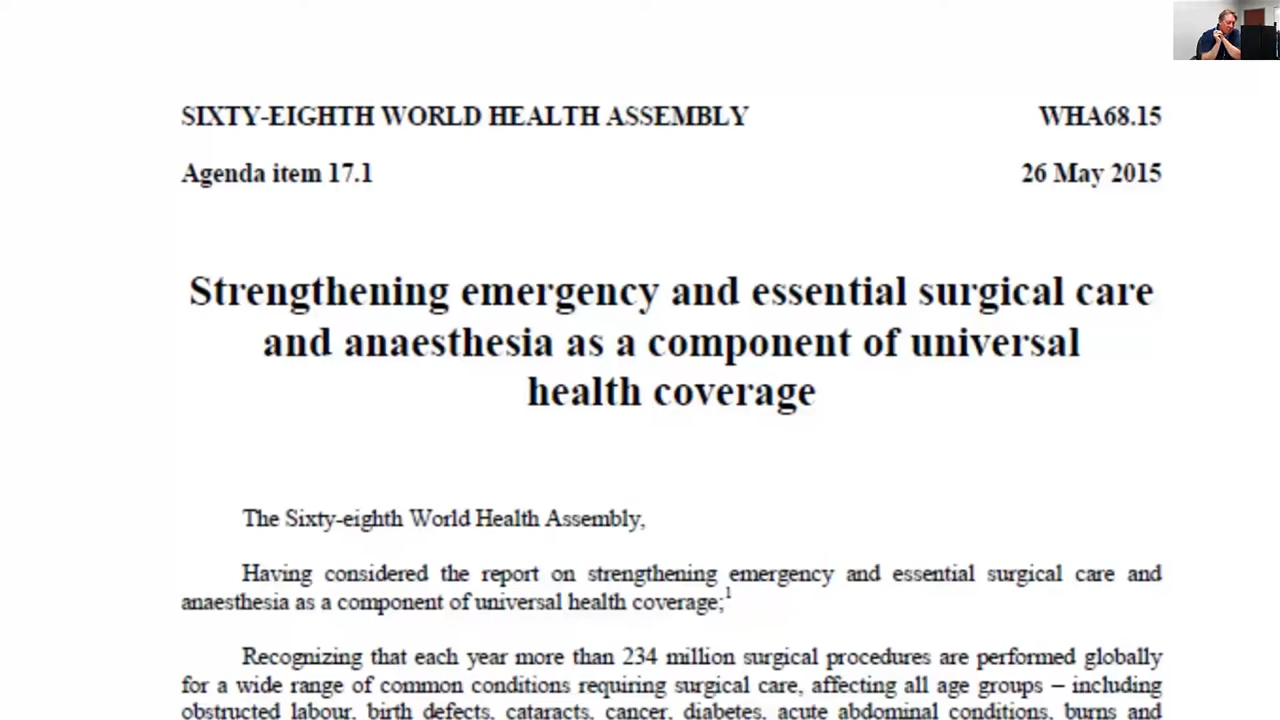 SIXTY-EIGHTH WORLD HEALTH ASSEMBLY WHA68.15
Agenda item 17.1 26 May 2015
Strengthening emergency and essential surgical care
and anaesthesia as a component of universal
health coverage
The Sixty-eighth World Health Assembly,
Having considered the report on strengthening emergency and essential surgical care and
anaesthesia as a component of universal health coverage;1
Recognizing that each year more than 234 million surgical procedures are performed globally
for a wide range of common conditions requiring surgical care, affecting all age groups – including
obstructed labour, birth defects, cataracts, cancer, diabetes, acute abdominal conditions, burns and